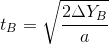 t_B = \sqrt{\frac{2\Delta Y_B}{a}}